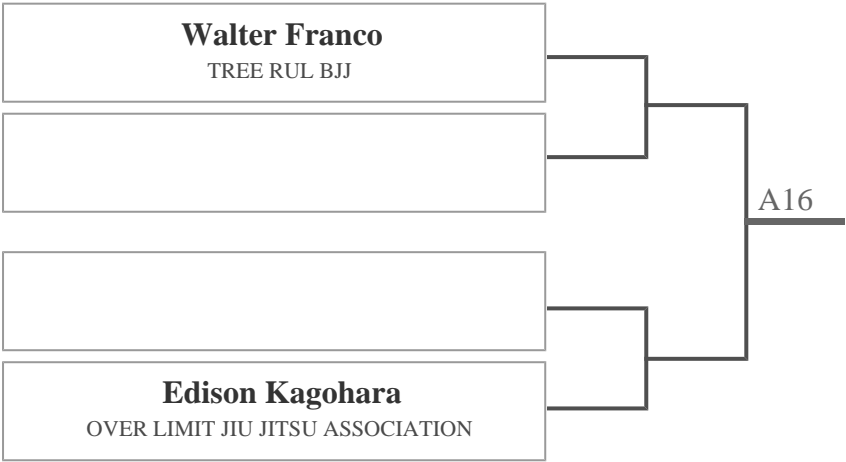 Walter Franco
TREE RUL BJJ
A16
Edison Kagohara
OVER LIMIT JIU JITSU ASSOCIATION